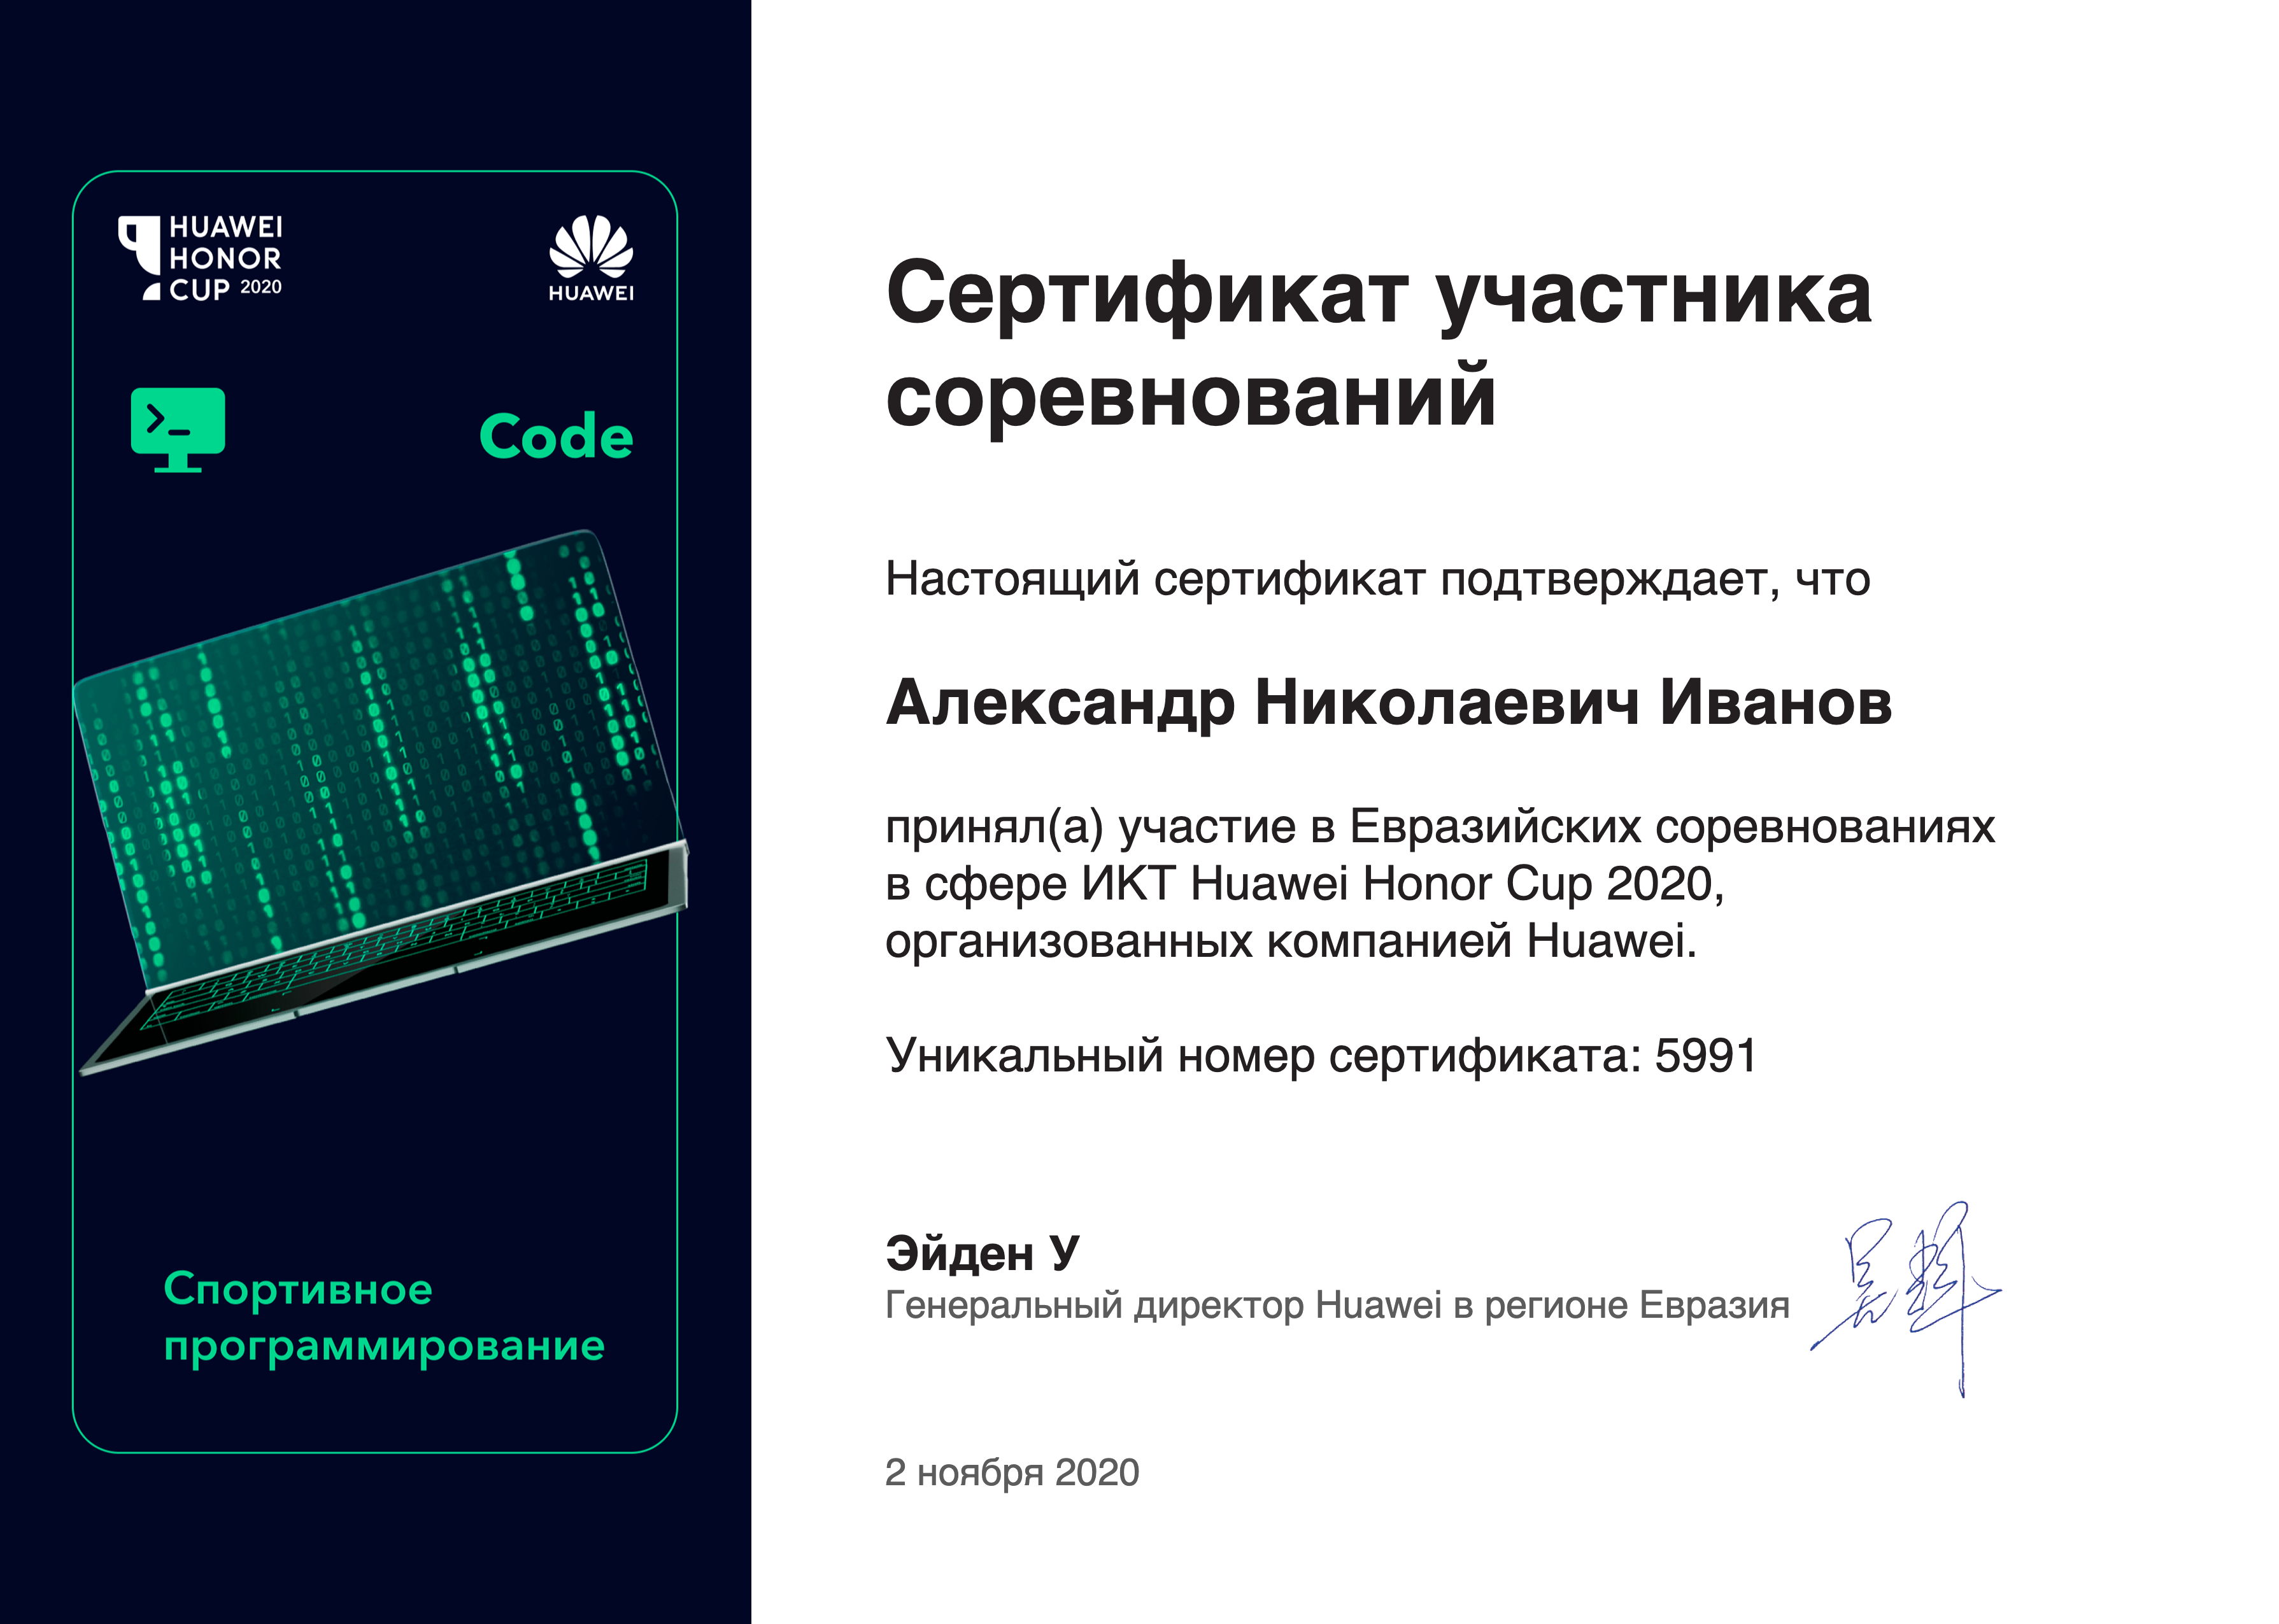 HUAWEI
HONOR
CUP 2020
HUAWEI
Code
Спортивное
программирование
Сертификат участника
соревнований
Настоящий сертификат подтверждает, что
Александр Николаевич Иванов
принял(а) участие в Евразийских соревнованиях
в сфере ИКТ Huawei Honor Cup 2020,
организованных компанией Huawei.
Уникальный номер сертификата: 5991
Эйден У
Генеральный директор Huawei в регионе Евразия
2 ноября 2020